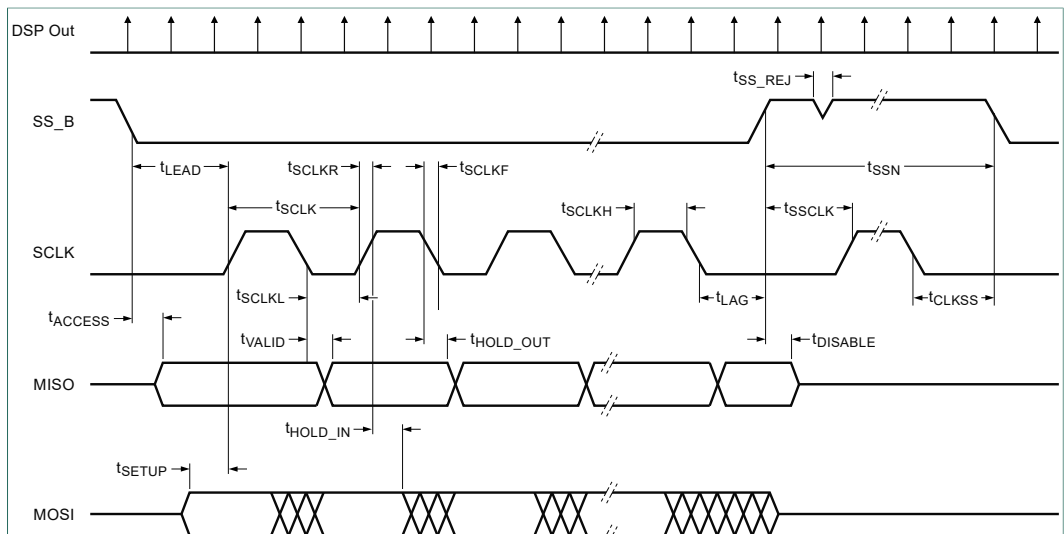 DSP Out
tSS_REJ
SS_B
tLEAD
tSCLKR
tSCLKF
tSSN
tSCLK
tSCLKH
tSSCLK
SCLK
tSCLKL
tLAG
tCLKSS
tACCESS
tVALID
tHOLD_OUT
tDISABLE
MISO
tHOLD_IN
tSETUP
MOSI